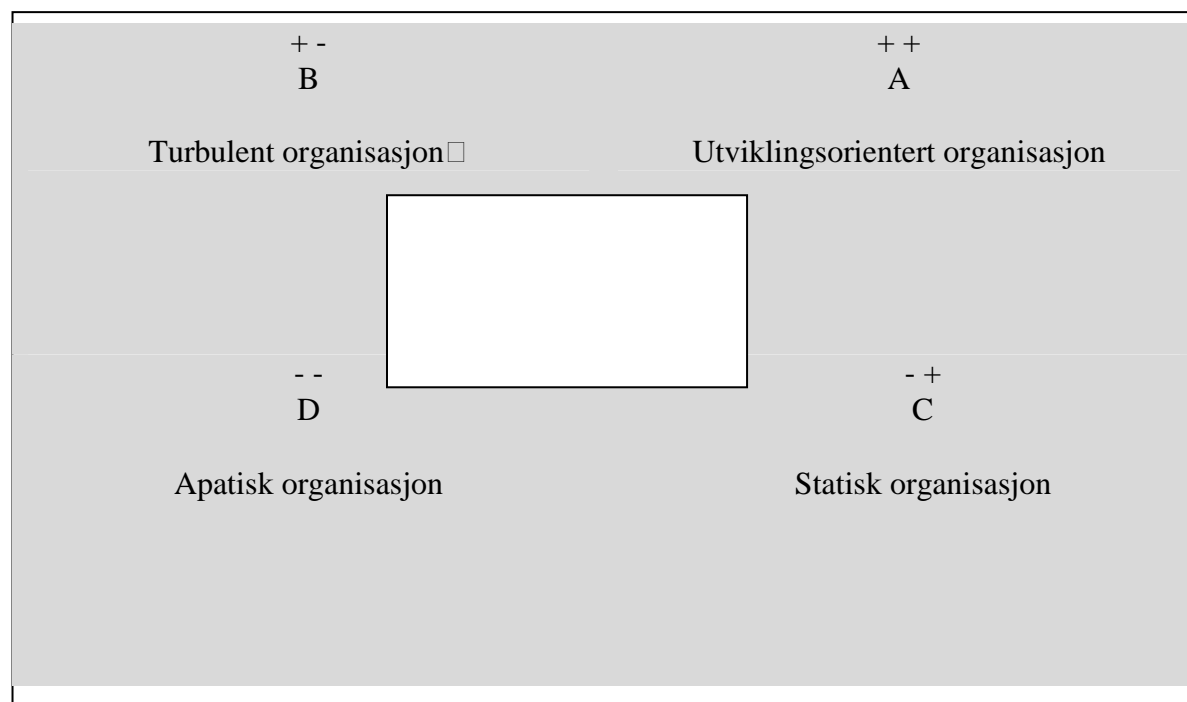 + -
B
Turbulent organisasjon□
+ +
A
Utviklingsorientert organisasjon
- -
D
Apatisk organisasjon
- +
C
Statisk organisasjon